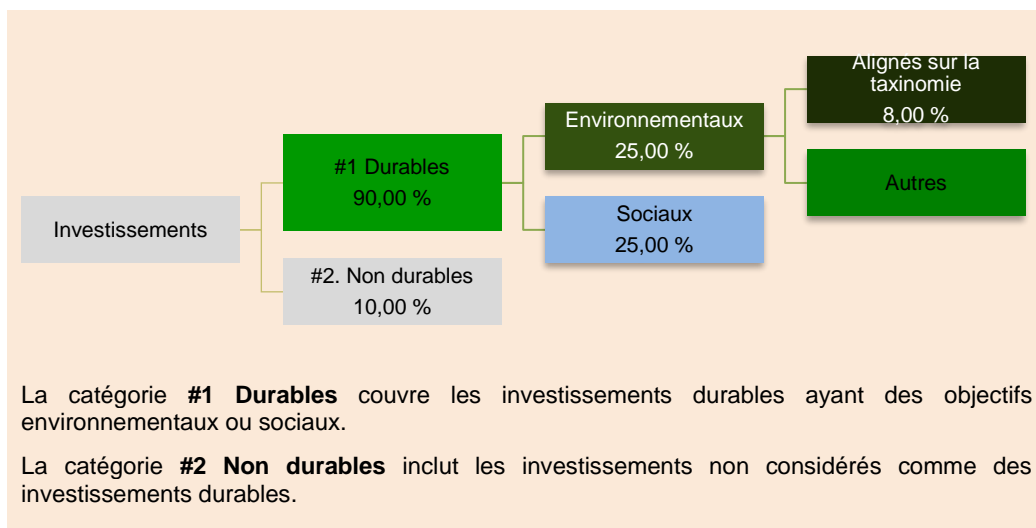 Investissements
#1 Durables
90,00 %
#2. Non durables
10,00 %
Environnementaux
25,00 %
Sociaux
25,00 %
Alignés sur la
taxinomie
8,00 %
Autres
La catégorie #1 Durables couvre les investissements durables ayant des objectifs
environnementaux ou sociaux.
La catégorie #2 Non durables inclut les investissements non considérés comme des
investissements durables.